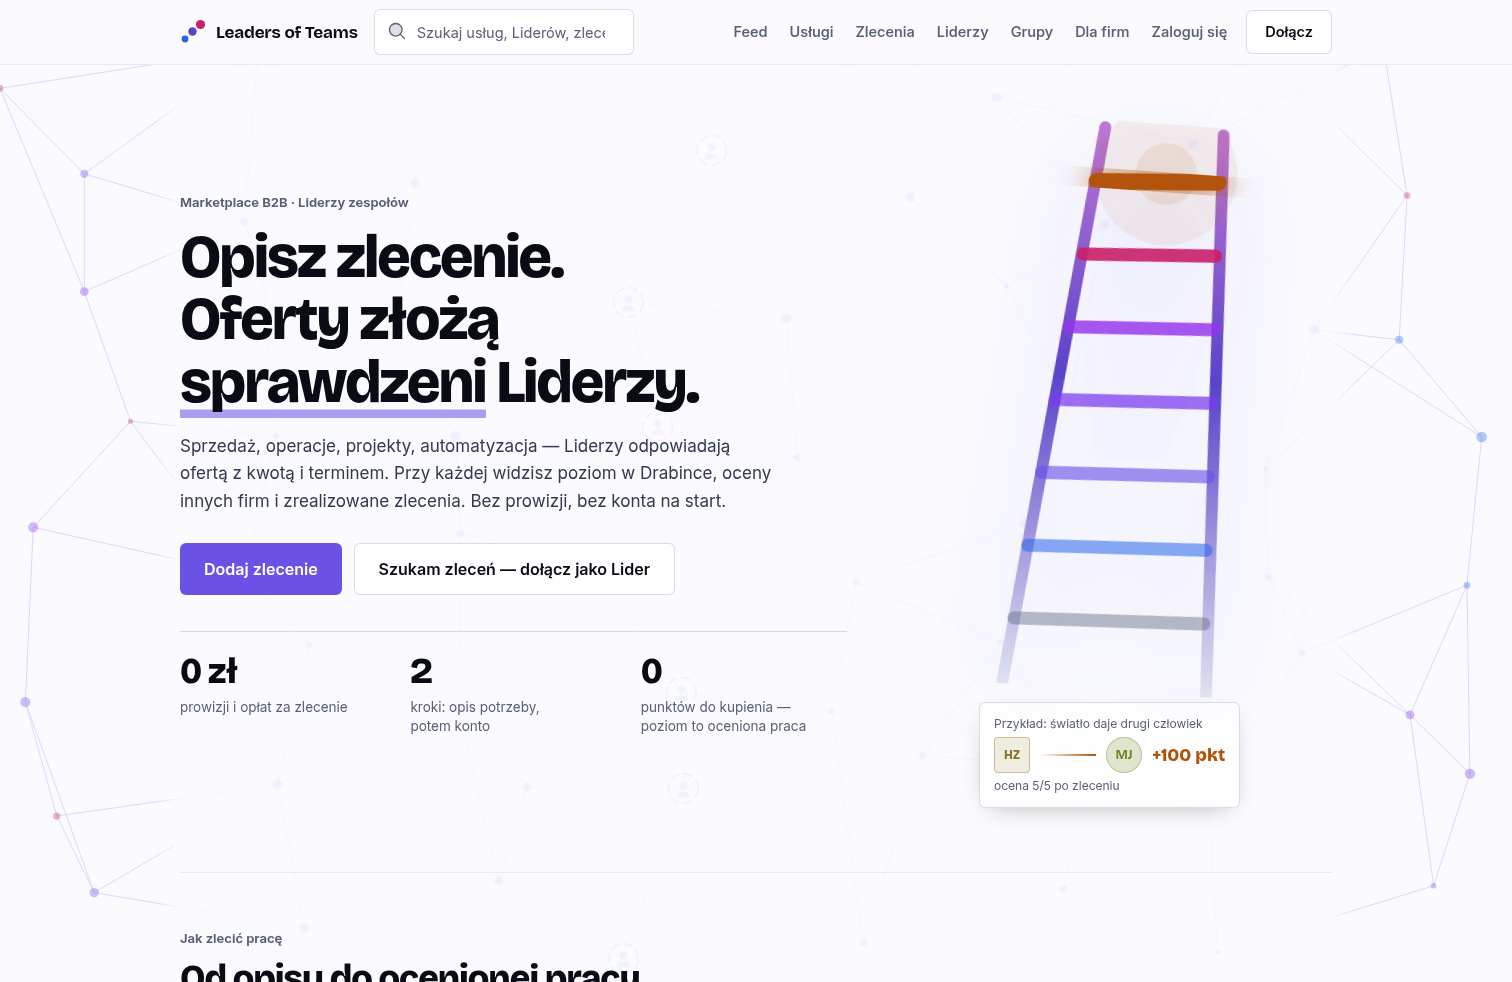 Leaders of Teams
Szukaj usług, Liderów, zlece
Feed
Usługi
Zlecenia
Liderzy
Grupy
Dla firm
Zaloguj się
Dołącz
Marketplace B2B · Liderzy zespołów
Opisz zlecenie.
Oferty złożą
sprawdzeni Liderzy.
Sprzedaż, operacje, projekty, automatyzacja — Liderzy odpowiadają
ofertą z kwotą i terminem. Przy każdej widzisz poziom w Drabince, oceny
innych firm i zrealizowane zlecenia. Bez prowizji, bez konta na start.
Dodaj zlecenie
Szukam zleceń — dołącz jako Lider
0 zł
prowizji i opłat za zlecenie
2
kroki: opis potrzeby,
potem konto
0
punktów do kupienia —
poziom to oceniona praca
Przykład: światło daje drugi człowiek
HZ
MJ
+100 pkt
ocena 5/5 po zleceniu
Jak zlecić pracę
Od opisu do ocenionej pracy